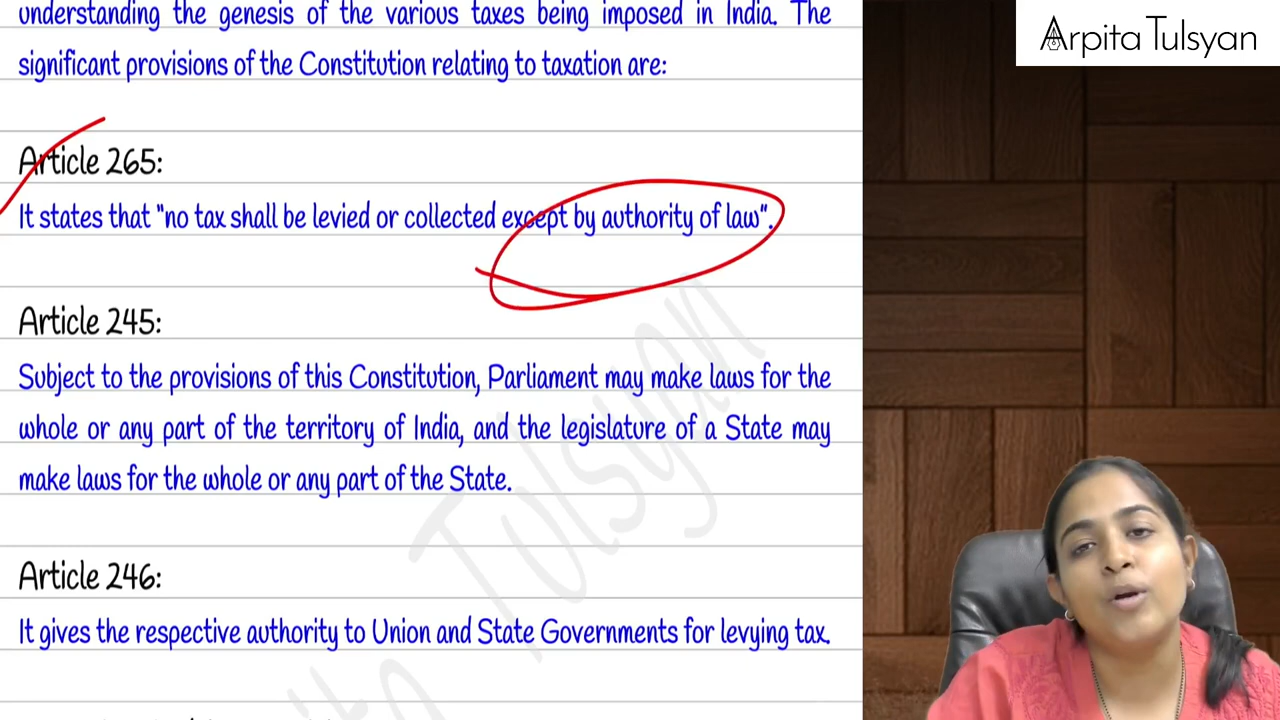 Arpita Tulsyan
understanding the genesis of the various taxes being imposed in India. The
significant provisions of the Constitution relating to taxation are:
Article 265:
It states that "no tax shall be levied or collected except by authority of law".
Article 245:
Subject to the provisions of this Constitution, Parliament may make laws for the
whole or any part of the territory of India, and the legislature of a State may
make laws for the whole or any part of the State.
Article 246:
It gives the respective authority to Union and State Governments for levying tax.
Tulsyan